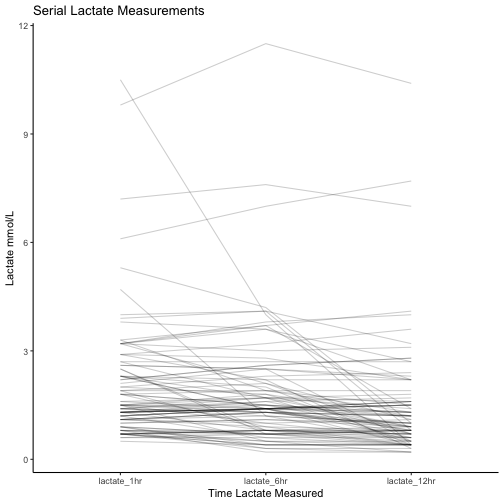 Serial Lactate Measurements
12
9
6
3
0
Lactate mmol/L
lactate_1hr lactate_6hr lactate_12hr
Time Lactate Measured